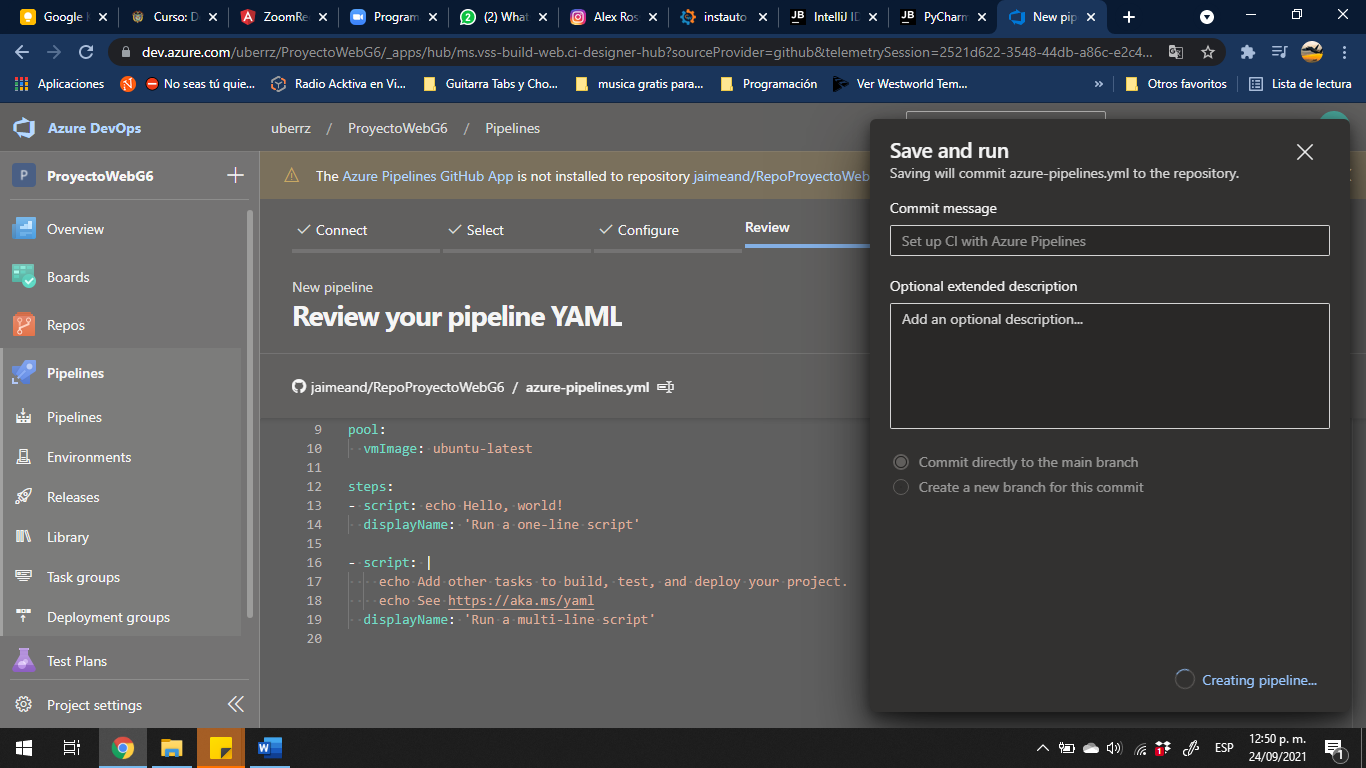 Google
Curso: D
ZoomRe
Program
(2) What
Alex Ros
instauto
IntelliJ ID
PyCharm
New pip
dev.azure.com/uberrz/ProyectoWebG6/_apps/hub/ms.vss-build-web.ci-designer-hub?sourceProvider=github&telemetrySession=2521d622-3548-44db-a86c-e2c4...
Aplicaciones
No seas tú quie...
Radio Acktiva en Vi...
Guitarra Tabs y Cho...
musica gratis para...
Programación
Ver Westworld Tem...
»
Otros favoritos
Lista de lectura
Azure DevOps
uberrz / ProyectoWebG6 / Pipelines
P ProyectoWebG6
The Azure Pipelines GitHub App is not installed to repository jaimeand/RepoProyectoWeb
Overview
Boards
Repos
Pipelines
Pipelines
Environments
Releases
Library
Task groups
Deployment groups
Test Plans
Project settings
Connect
Select
Configure
Review
New pipeline
Review your pipeline YAML
jaimeand/RepoProyectoWebG6 / azure-pipelines.yml
9 pool:
10 vmImage: ubuntu-latest
11
12 steps:
13 - script: echo Hello, world!
14 displayName: 'Run a one-line script'
15
16 - script: |
17 echo Add other tasks to build, test, and deploy your project.
18 echo See https://aka.ms/yaml
19 displayName: 'Run a multi-line script'
20
Save and run
Saving will commit azure-pipelines.yml to the repository.
Commit message
Set up CI with Azure Pipelines
Optional extended description
Add an optional description...
Commit directly to the main branch
Create a new branch for this commit
Creating pipeline...
ESP
12:50 p. m.
24/09/2021
1
1